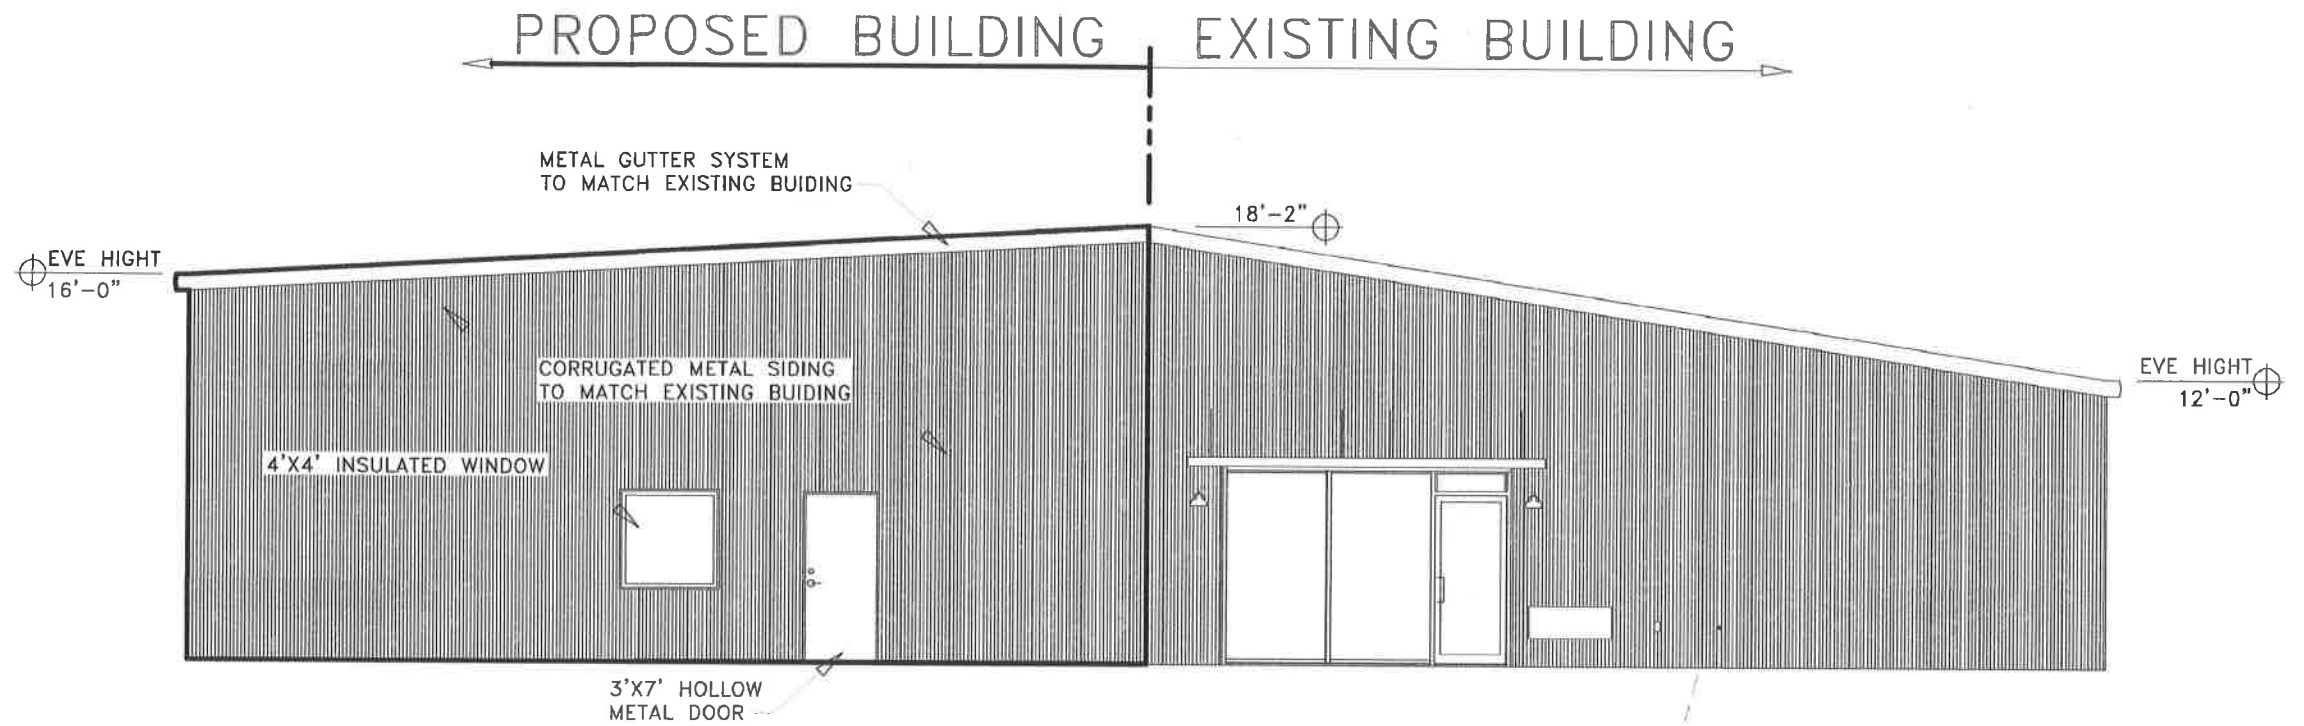 PROPOSED BUILDING EXISTING BUILDING
METAL GUTTER SYSTEM
TO MATCH EXISTING BUIDING
18'-2"
EVE HIGHT
16'-0"
CORRUGATED METAL SIDING
TO MATCH EXISTING BUIDING
EVE HIGHT
12'-0"
4'X4' INSULATED WINDOW
3'X7' HOLLOW
METAL DOOR